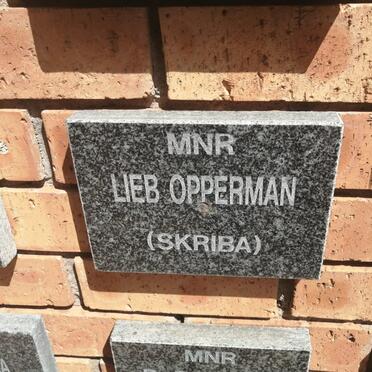 MNR
LIEB OPPERMAN
(SKRIBA)
MNR